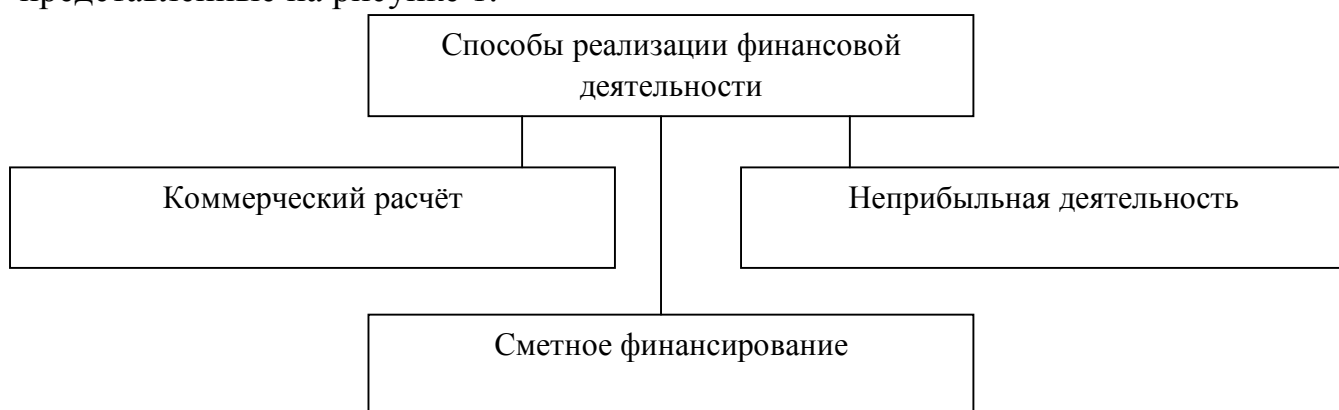 представленные на рисунке 1.
Способы реализации финансовой
деятельности
Коммерческий расчёт
Неприбыльная деятельность
Сметное финансирование